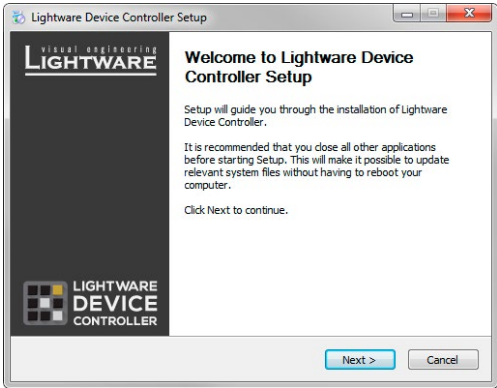 Lightware Device Controller Setup
visual engineering
LIGHTWARE
Welcome to Lightware Device
Controller Setup
Setup will guide you through the installation of Lightware
Device Controller.
It is recommended that you close all other applications
before starting Setup. This will make it possible to update
relevant system files without having to reboot your
computer.
Click Next to continue.
LIGHTWARE
DEVICE
CONTROLLER
Next >
Cancel